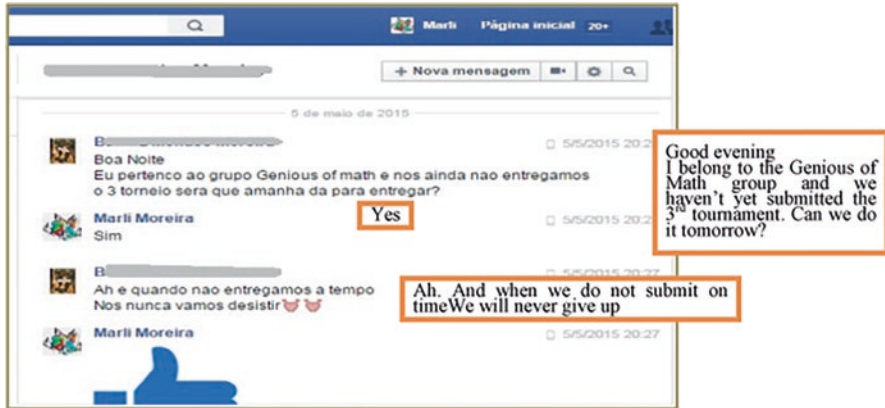 Marli Página inicial 20+
+ Nova mensagem
5 de maio de 2015
5/5/2015 20:2
Boa Noite
Eu pertenco ao grupo Genious of math e nos ainda nao entregamos
o 3 torneio sera que amanha da para entregar?
Good evening
I belong to the Genious of
Math group and we
haven't yet submitted the
3rd tournament. Can we do
it tomorrow?
Yes
Marli Moreira 5/5/2015 20:2
Sim
B 5/5/2015 20:27
Ah e quando nao entregamos a tempo
Nos nunca vamos desistir
Ah. And when we do not submit on
timeWe will never give up
Marli Moreira 5/5/2015 20:27